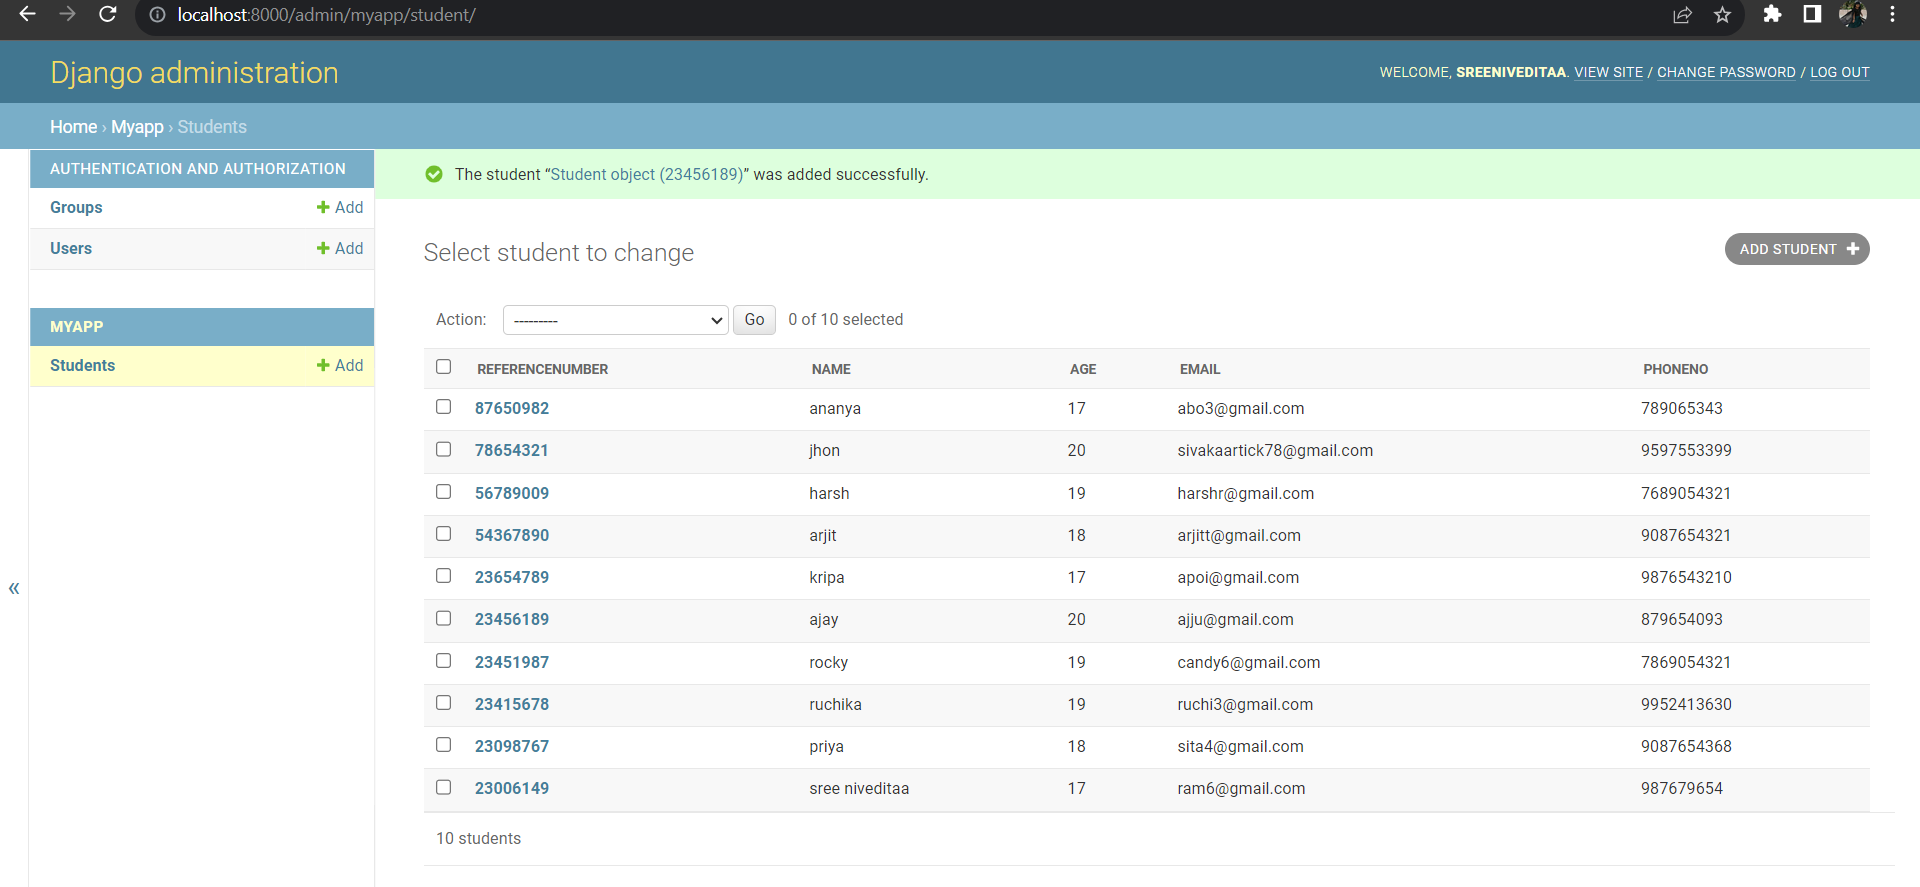 localhost:8000/admin/myapp/student/
Django administration
WELCOME, SREENIVEDITAA. VIEW SITE / CHANGE PASSWORD / LOG OUT
Home › Myapp › Students
AUTHENTICATION AND AUTHORIZATION
Groups + Add
Users + Add
MYAPP
Students + Add
«
The student “Student object (23456189)” was added successfully.
Select student to change
ADD STUDENT +
Action: --------- Go 0 of 10 selected
REFERENCENUMBER NAME AGE EMAIL PHONENO
87650982 ananya 17 abo3@gmail.com 789065343
78654321 jhon 20 sivakaartick78@gmail.com 9597553399
56789009 harsh 19 harshr@gmail.com 7689054321
54367890 arjit 18 arjitt@gmail.com 9087654321
23654789 kripa 17 apoi@gmail.com 9876543210
23456189 ajay 20 ajju@gmail.com 879654093
23451987 rocky 19 candy6@gmail.com 7869054321
23415678 ruchika 19 ruchi3@gmail.com 9952413630
23098767 priya 18 sita4@gmail.com 9087654368
23006149 sree niveditaa 17 ram6@gmail.com 987679654
10 students